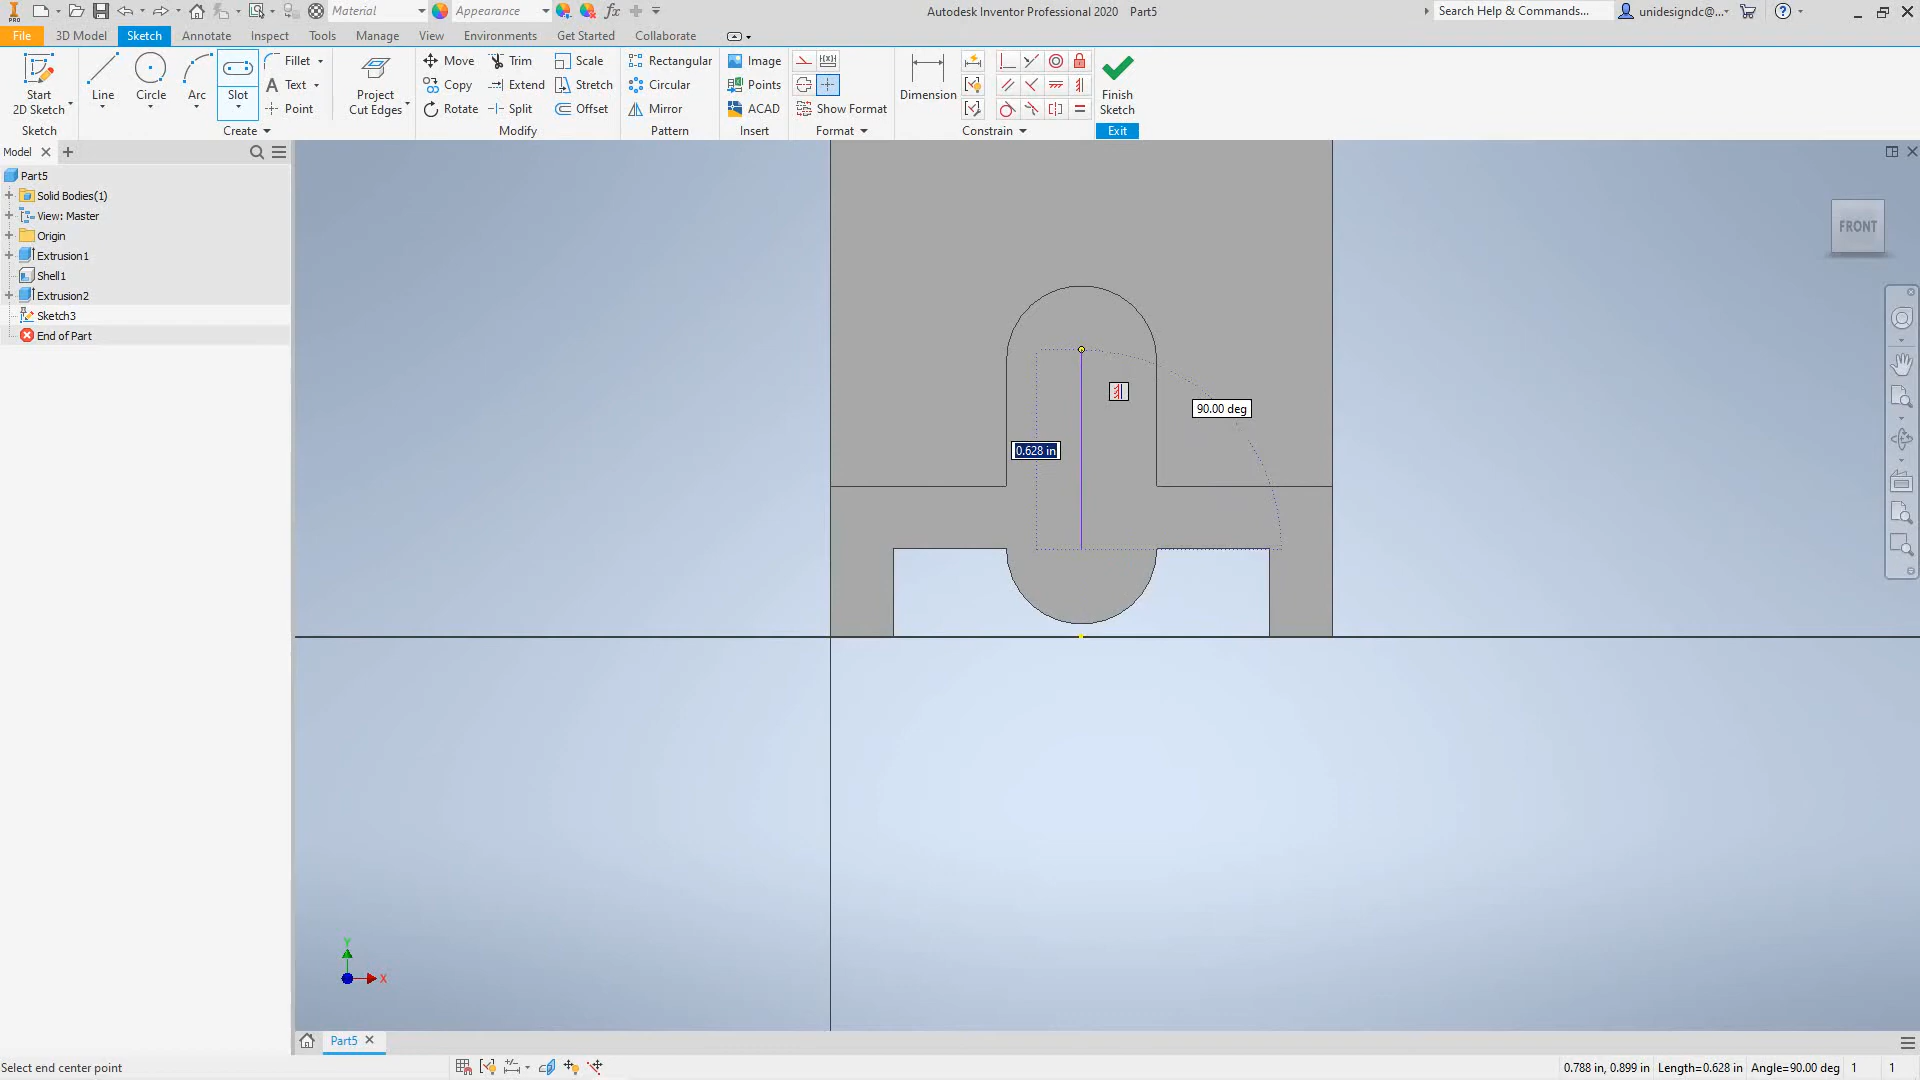 PRO
Material
Appearance
fx
Autodesk Inventor Professional 2020 Part5
Search Help & Commands...
unidesigndc@...
File
3D Model
Sketch
Annotate
Inspect
Tools
Manage
View
Environments
Get Started
Collaborate
Start
2D Sketch
Line
Circle
Arc
Slot
Fillet
Text
Point
Project
Cut Edges
Move
Copy
Rotate
Trim
Extend
Split
Scale
Stretch
Offset
Rectangular
Circular
Mirror
Image
Points
ACAD
Show Format
Dimension
Finish
Sketch
Sketch
Create
Modify
Pattern
Insert
Format
Constrain
Exit
Model
Part5
Solid Bodies(1)
View: Master
Origin
Extrusion1
Shell1
Extrusion2
Sketch3
End of Part
FRONT
90.00 deg
0.628 in
Y
X
Part5
Select end center point
0.788 in, 0.899 in Length=0.628 in Angle=90.00 deg 1 1